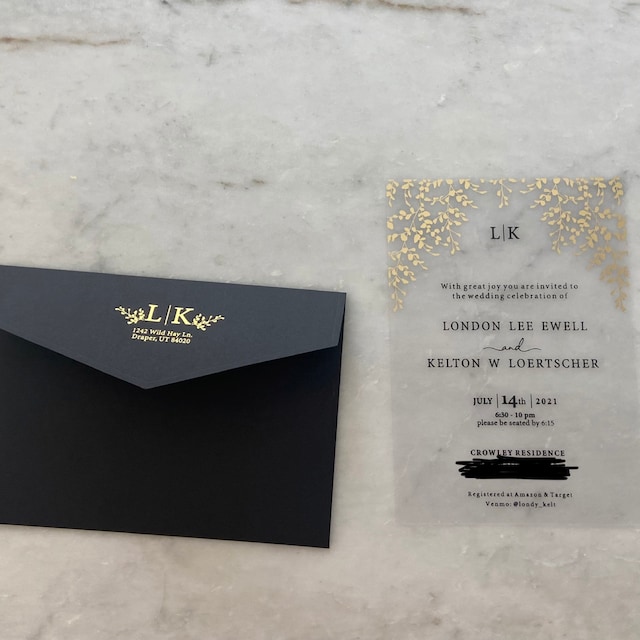 L|K
1242 Wild Hay Ln.
Draper, UT 84020
L|K
With great joy you are invited to
the wedding celebration of
LONDON LEE EWELL
and
KELTON W LOERTSCHER
JULY | 14th | 2021
6:30 - 10 pm
please be seated by 6:15
CROWLEY RESIDENCE
Registered at Amazon & Target
Venmo: @londy_kelt